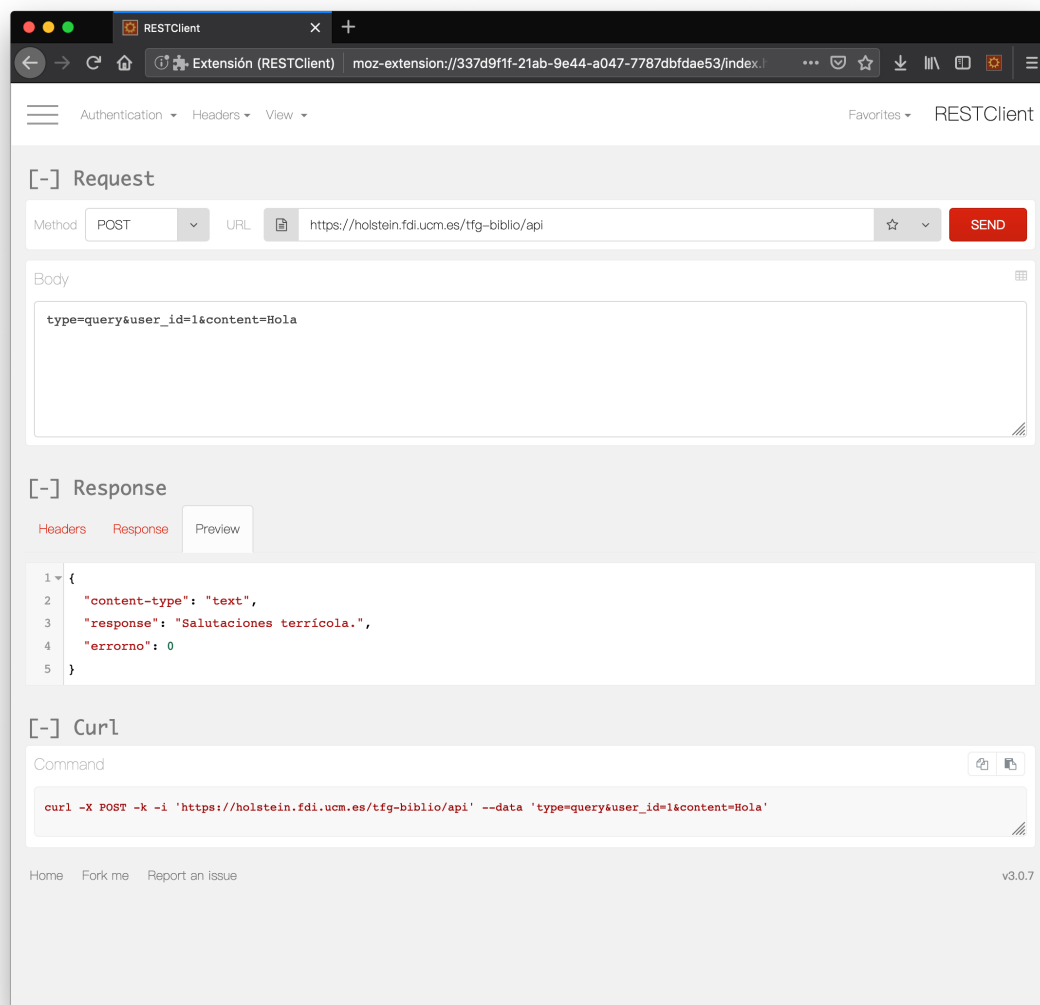 RESTClient
Extensión (RESTClient) moz-extension://337d9f1f-21ab-9e44-a047-7787dbfdae53/index.
Authentication Headers View Favorites RESTClient
[-] Request
Method POST URL https://holstein.fdi.ucm.es/tfg-biblio/api SEND
Body
type=query&user_id=1&content=Hola
[-] Response
Headers Response Preview
1 {
2 "content-type": "text",
3 "response": "Salutaciones terrícola.",
4 "errorno": 0
5 }
[-] Curl
Command
curl -X POST -k -i 'https://holstein.fdi.ucm.es/tfg-biblio/api' --data 'type=query&user_id=1&content=Hola'
Home Fork me Report an issue v3.0.7